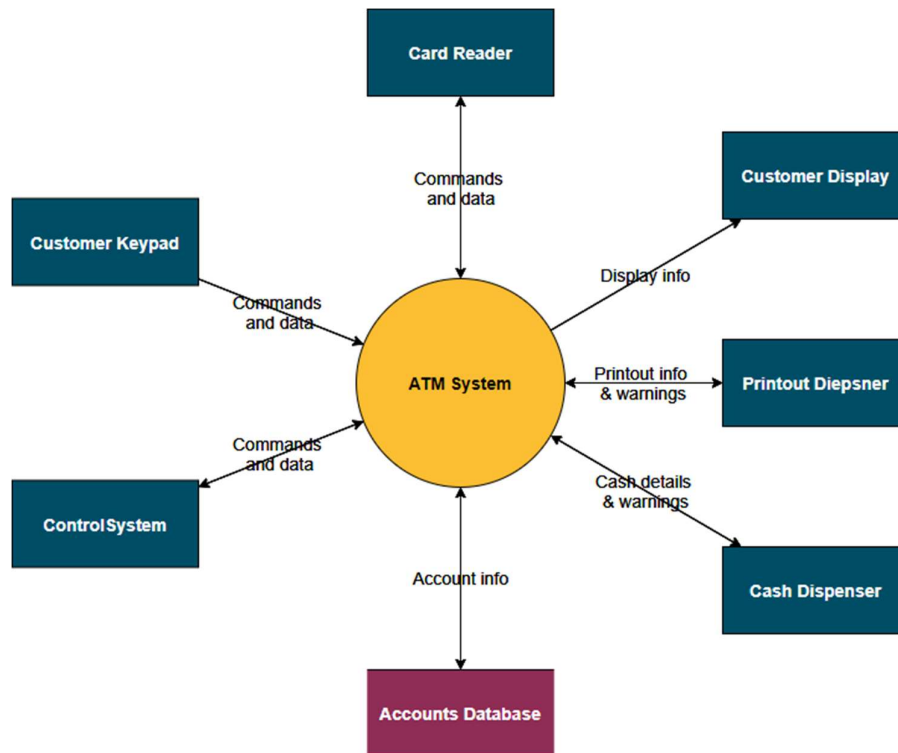 Card Reader
Commands
and data
Customer Display
Customer Keypad
Display info
Commands
and data
ATM System
Printout info
& warnings
Printout Diepsner
Commands
and data
Cash details
& warnings
ControlSystem
Account info
Cash Dispenser
Accounts Database